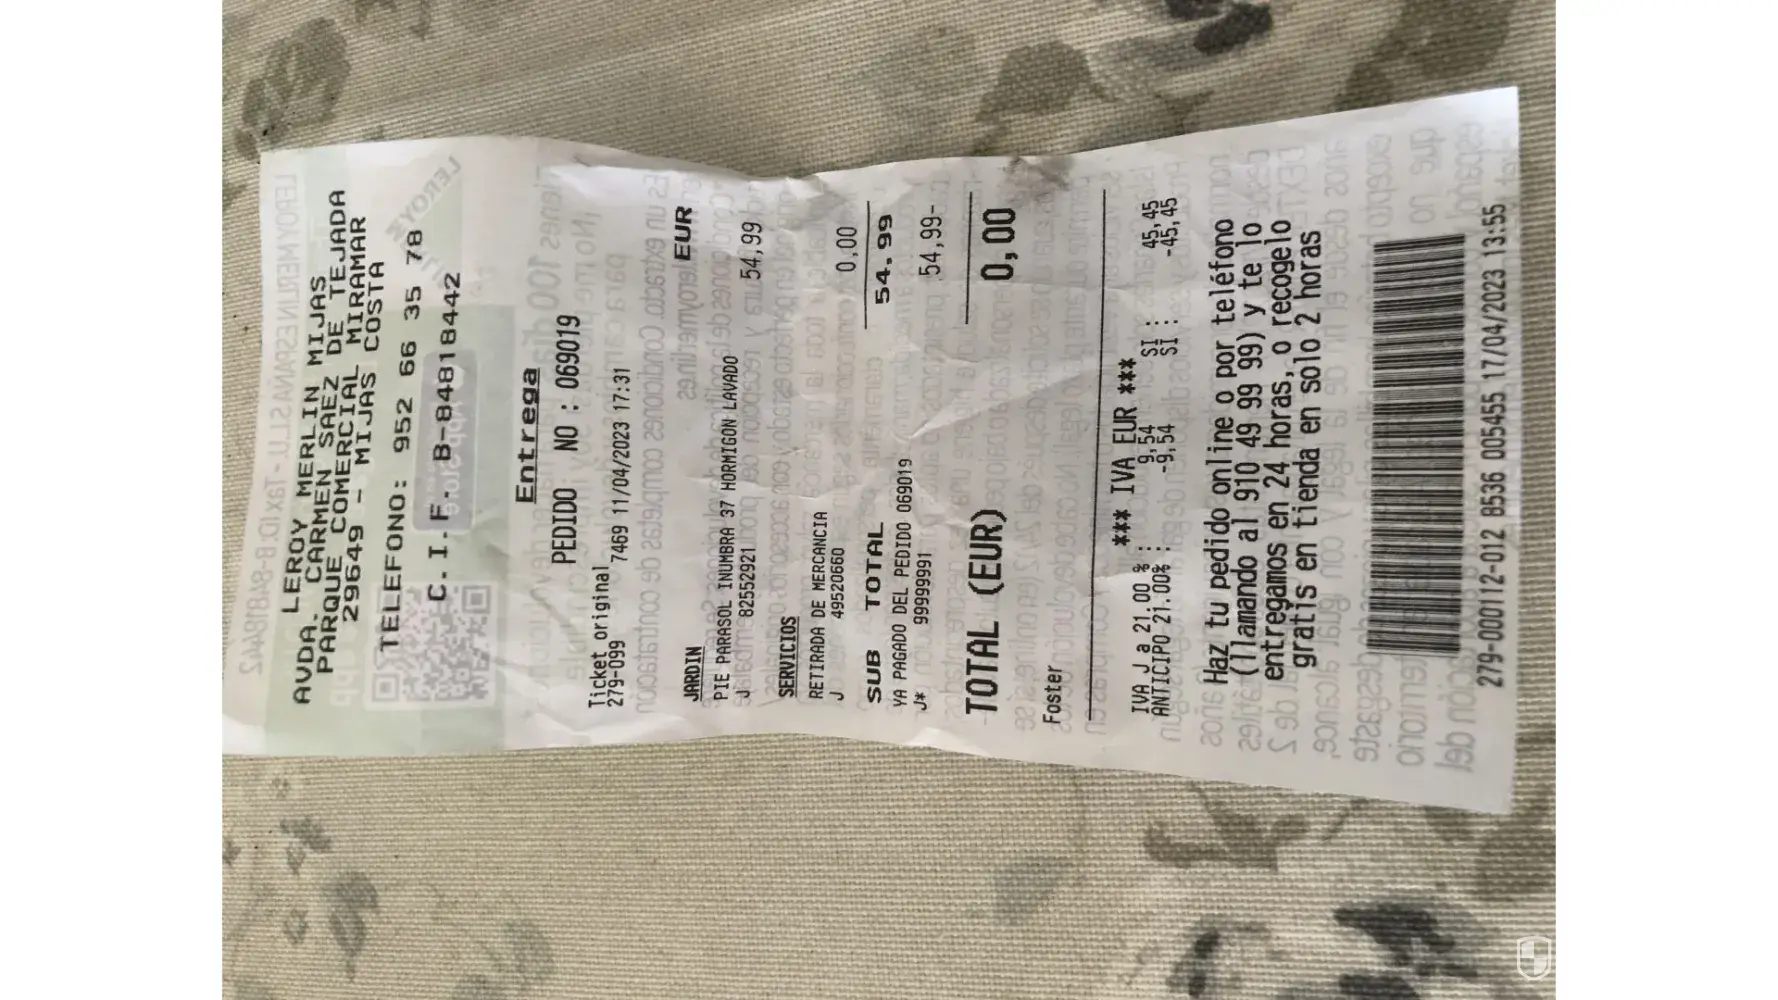 LEROY MERLIN MIJAS
AVDA. CARMEN SAEZ DE TEJADA
PARQUE COMERCIAL MIRAMAR
29649 - MIJAS COSTA
TELEFONO: 952 66 35 78
C.I.F. B-84818442
Entrega
PEDIDO NO : 069019
Ticket original
279-099 7469 11/04/2023 17:31
EUR
JARDIN
PIE PARASOL INUMBRA 37 HORMIGON LAVADO
J 82552921 54,99
SERVICIOS
RETIRADA DE MERCANCIA
J 49520660 0,00
SUB TOTAL 54.99
YA PAGADO DEL PEDIDO 069019
J* 99999991 54,99-
TOTAL (EUR) 0,00
Foster
*** IVA EUR ***
IVA J a 21.00 % : 9,54 SI : 45,45
ANTICIPO 21.00% : -9,54 SI : -45,45
Haz tu pedido online o por teléfono
(llamando al 910 49 99 99) y te lo
entregamos en 24 horas, o recogelo
gratis en tienda en solo 2 horas
279-000112-012 8536 005455 17/04/2023 13:55